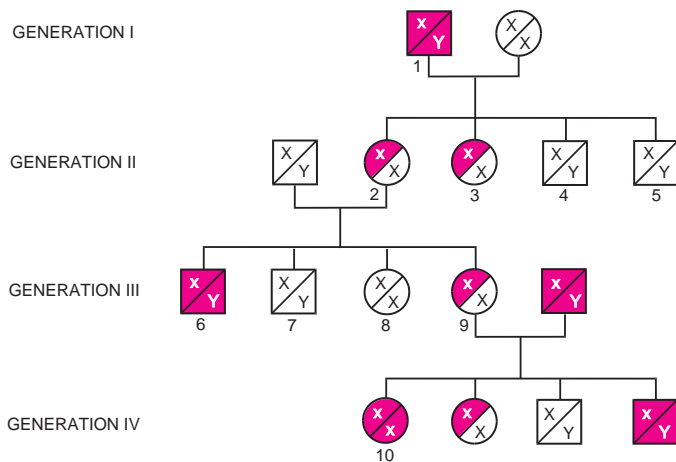 GENERATION I
x Y X X
1
GENERATION II
X Y x X x X X Y X Y
2 3 4 5
GENERATION III
x Y X Y X X x X x Y
6 7 8 9
GENERATION IV
x x x X X Y x Y
10